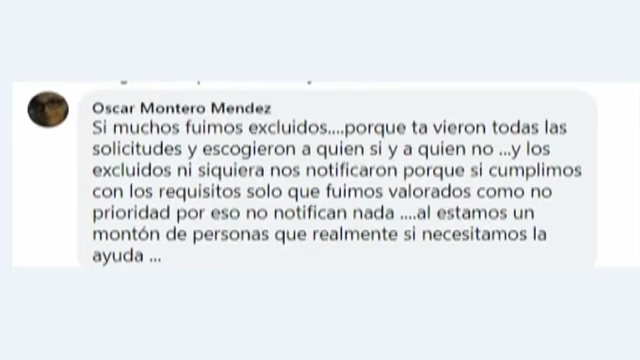 Oscar Montero Mendez
Si muchos fuimos excluidos....porque ta vieron todas las
solicitudes y escogieron a quien si y a quien no ...y los
excluidos ni siquiera nos notificaron porque si cumplimos
con los requisitos solo que fuimos valorados como no
prioridad por eso no notifican nada ....al estamos un
montón de personas que realmente si necesitamos la
ayuda ...